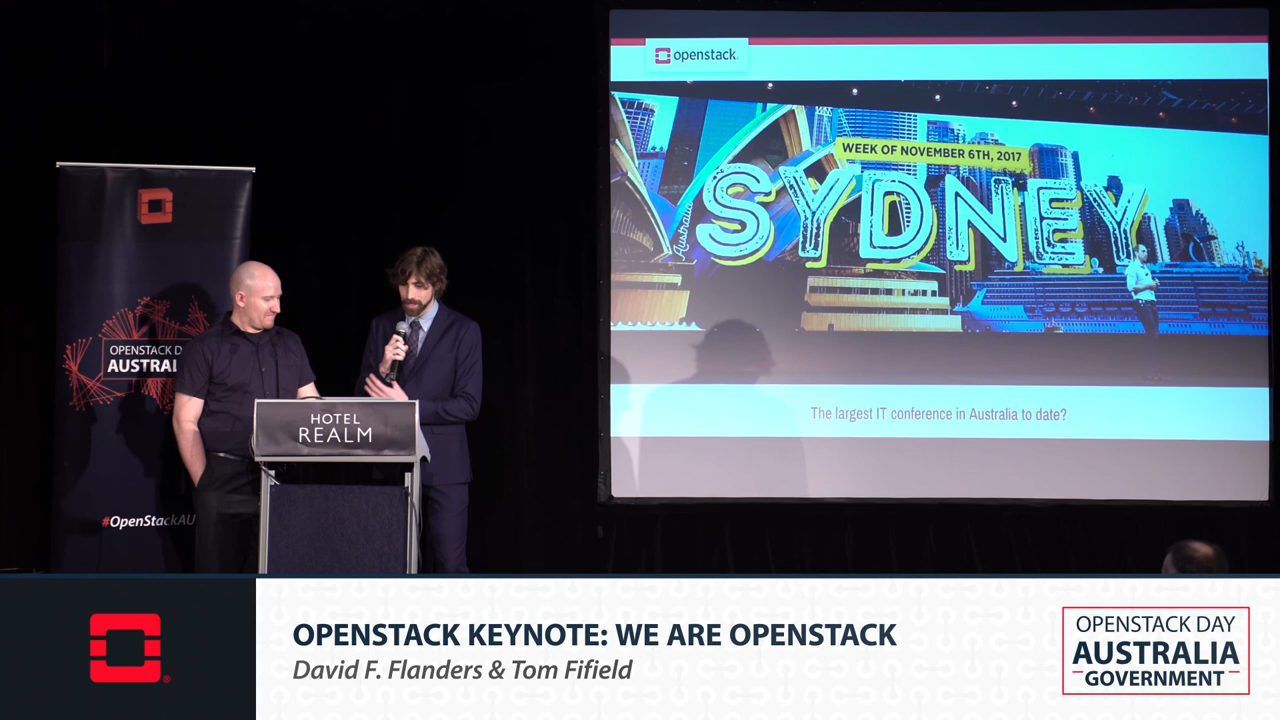 openstack.
WEEK OF NOVEMBER 6TH, 2017
Australia
SYDNEY
The largest IT conference in Australia to date?
OPENSTACK D
AUSTRAL
#OpenStackAU
HOTEL
REALM
OPENSTACK KEYNOTE: WE ARE OPENSTACK
David F. Flanders & Tom Fifield
OPENSTACK DAY
AUSTRALIA
GOVERNMENT